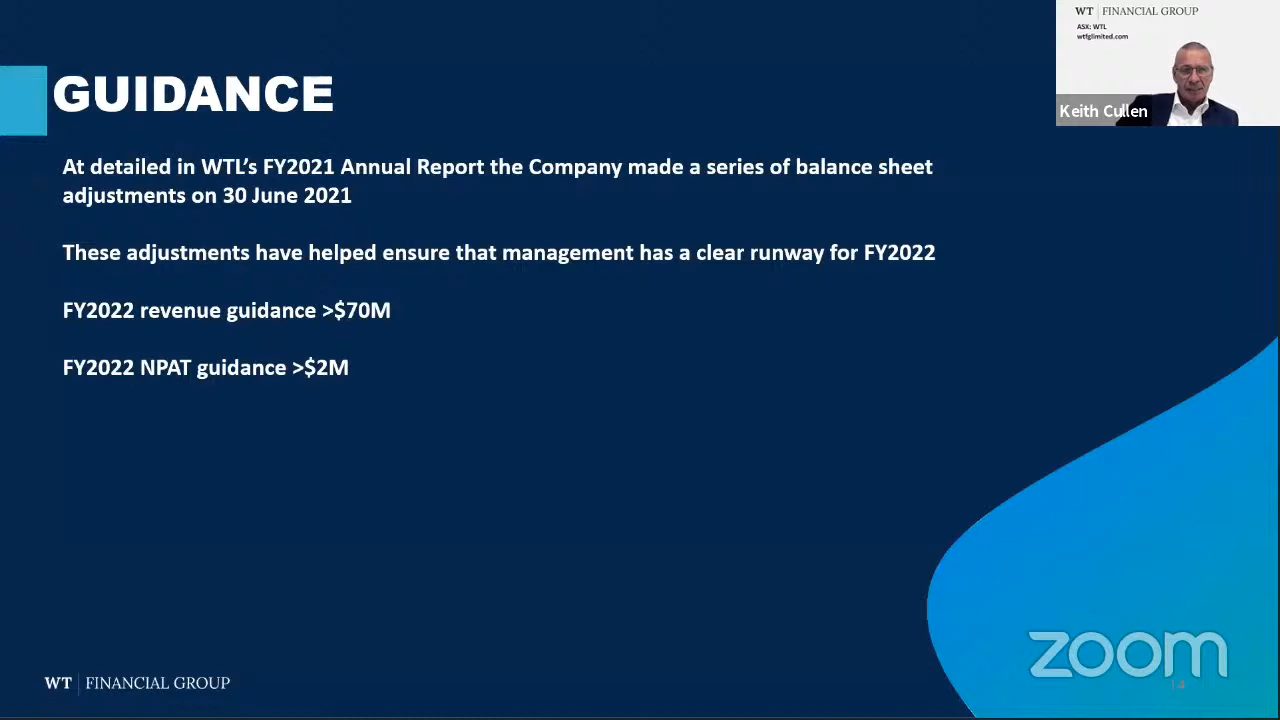 WT FINANCIAL GROUP
ASX: WTL
wtfglimited.com
Keith Cullen
GUIDANCE
At detailed in WTL’s FY2021 Annual Report the Company made a series of balance sheet
adjustments on 30 June 2021
These adjustments have helped ensure that management has a clear runway for FY2022
FY2022 revenue guidance >$70M
FY2022 NPAT guidance >$2M
WT FINANCIAL GROUP
zoom
14